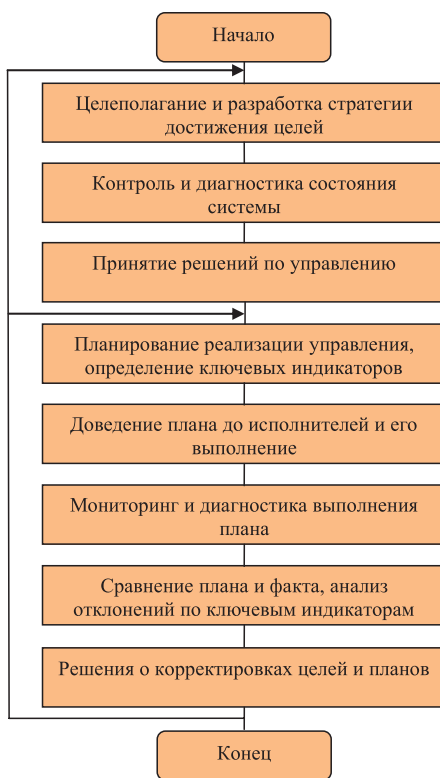 Начало
Целеполагание и разработка стратегии
достижения целей
Контроль и диагностика состояния
системы
Принятие решений по управлению
Планирование реализации управления,
определение ключевых индикаторов
Доведение плана до исполнителей и его
выполнение
Мониторинг и диагностика выполнения
плана
Сравнение плана и факта, анализ
отклонений по ключевым индикаторам
Решения о корректировках целей и планов
Конец